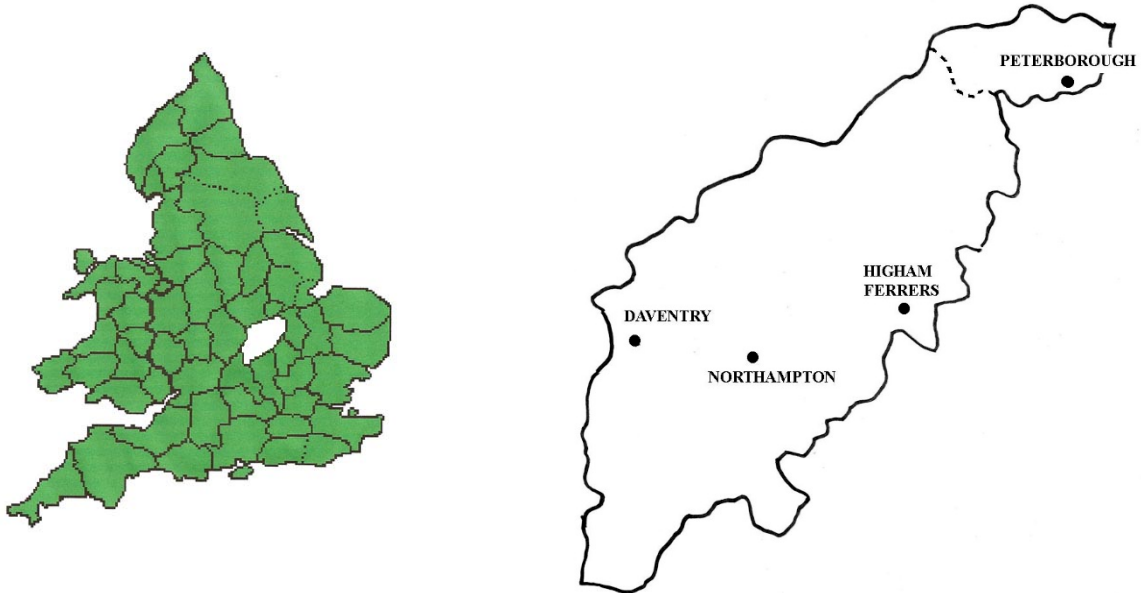 PETERBOROUGH
HIGHAM
FERRERS
DAVENTRY
NORTHAMPTON